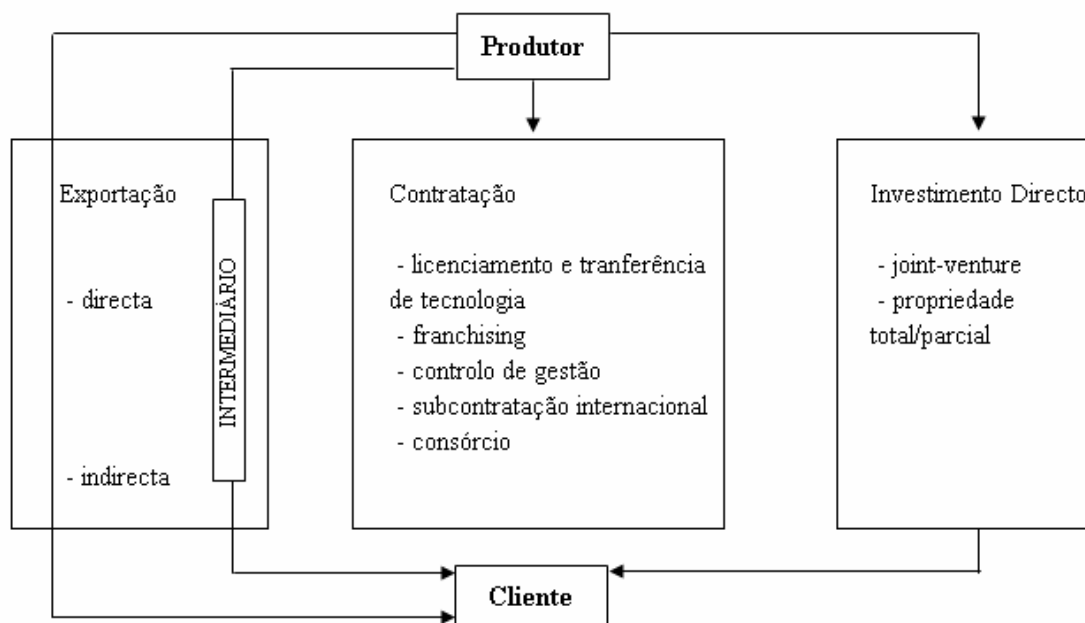 Produtor
Exportação
- directa
- indirecta
INTERMEDIÁRIO
Contratação
- licenciamento e tranferência
de tecnologia
- franchising
- controlo de gestão
- subcontratação internacional
- consórcio
Investimento Directo
- joint-venture
- propriedade
total/parcial
Cliente